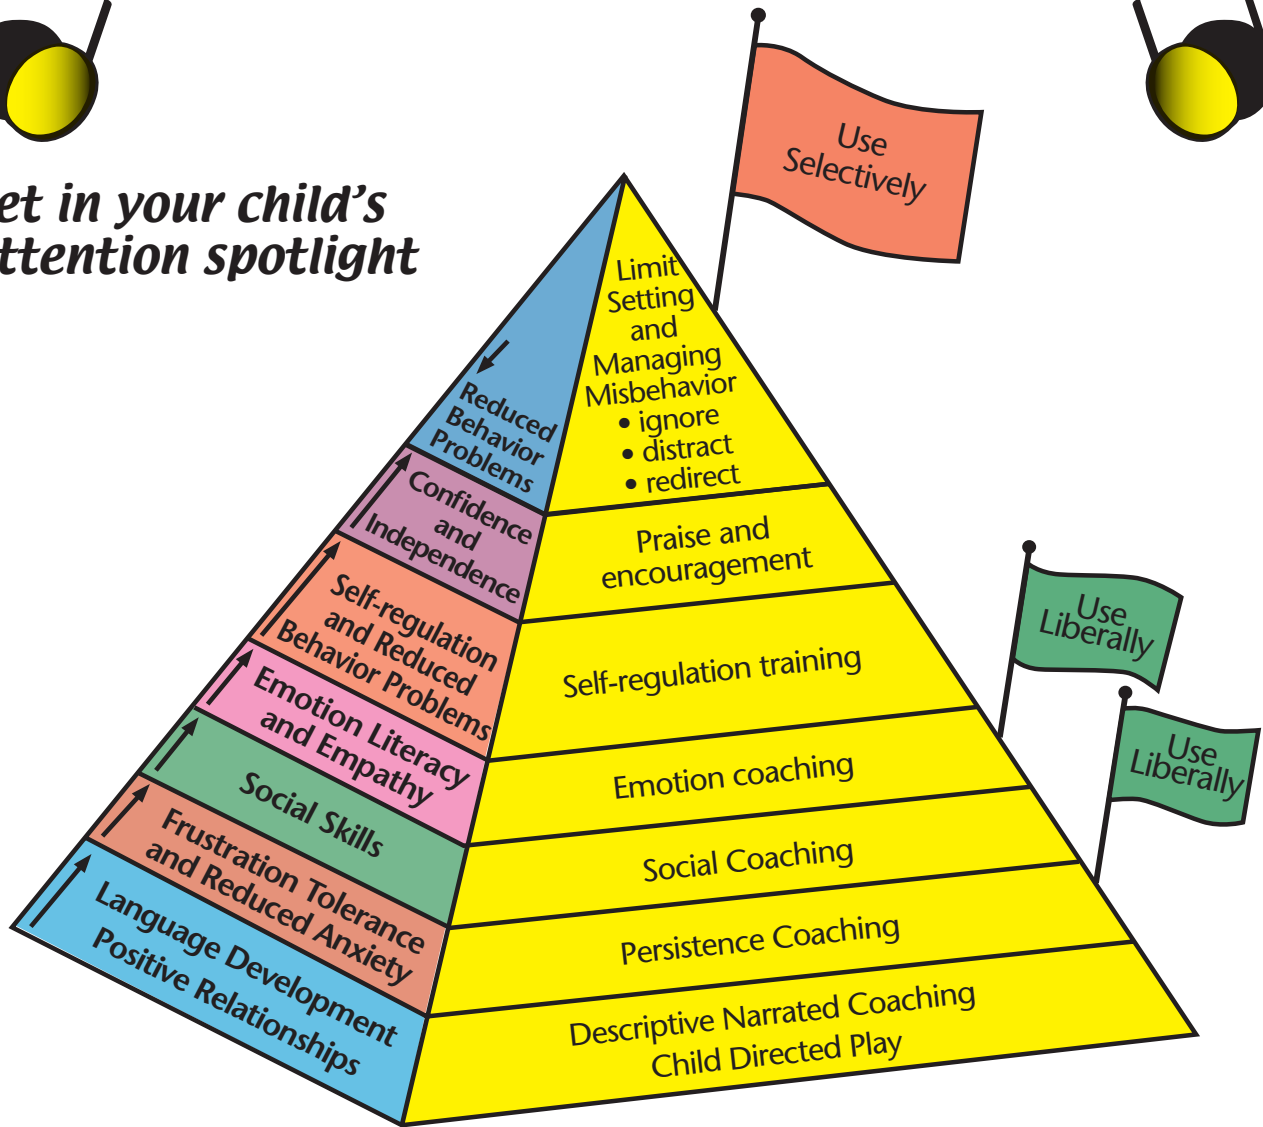 et in your child's
ttention spotlight
Use
Selectively
Limit
Setting
and
Managing
Misbehavior
• ignore
• distract
• redirect
Reduced
Behavior
Problems
Confidence
and
Independence
Praise and
encouragement
Use
Liberally
Self-regulation
and Reduced
Behavior Problems
Self-regulation training
Use
Liberally
Emotion Literacy
and Empathy
Emotion coaching
Social Skills
Social Coaching
Frustration Tolerance
and Reduced Anxiety
Persistence Coaching
Language Development
Positive Relationships
Descriptive Narrated Coaching
Child Directed Play